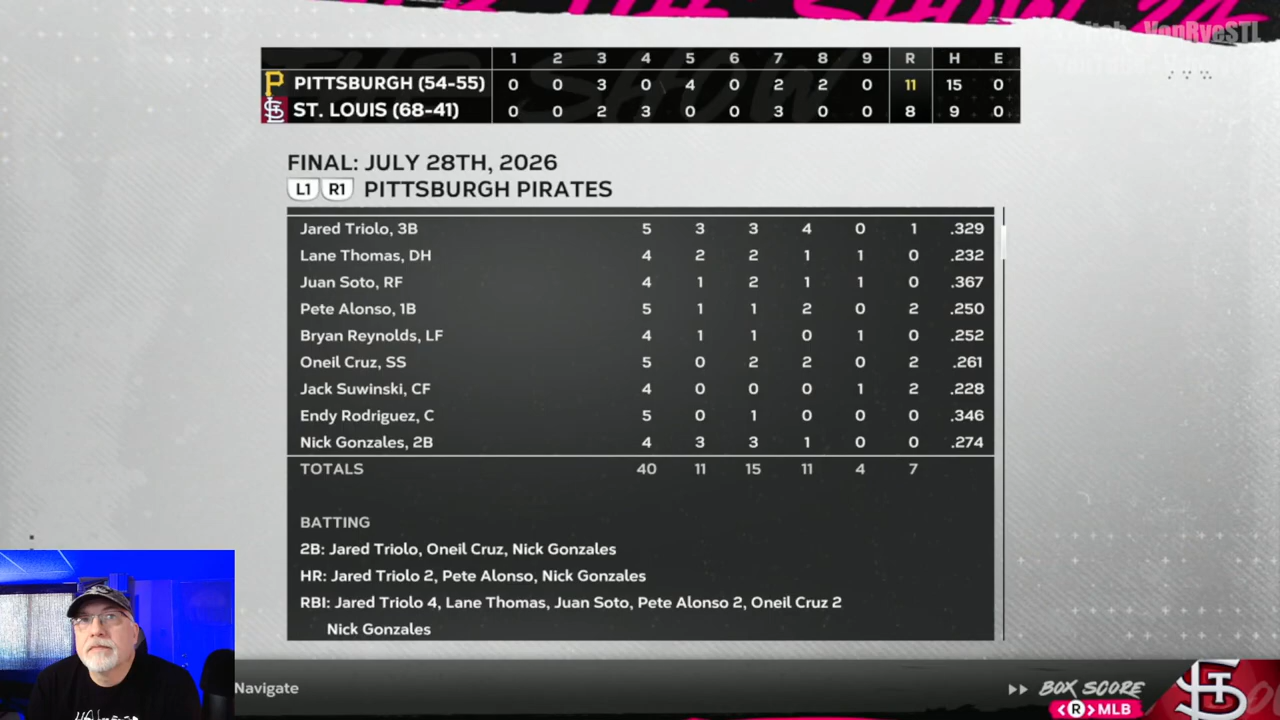 THE SHOW 24
VonRyeSTL
1 2 3 4 5 6 7 8 9 R H E
PITTSBURGH (54-55) 0 0 3 0 4 0 2 2 0 11 15 0
ST. LOUIS (68-41) 0 0 2 3 0 0 3 0 0 8 9 0
FINAL: JULY 28TH, 2026
L1 R1 PITTSBURGH PIRATES
Jared Triolo, 3B 5 3 3 4 0 1 .329
Lane Thomas, DH 4 2 2 1 1 0 .232
Juan Soto, RF 4 1 2 1 1 0 .367
Pete Alonso, 1B 5 1 1 2 0 2 .250
Bryan Reynolds, LF 4 1 1 0 1 0 .252
Oneil Cruz, SS 5 0 2 2 0 2 .261
Jack Suwinski, CF 4 0 0 0 1 2 .228
Endy Rodriguez, C 5 0 1 0 0 0 .346
Nick Gonzales, 2B 4 3 3 1 0 0 .274
TOTALS 40 11 15 11 4 7
BATTING
2B: Jared Triolo, Oneil Cruz, Nick Gonzales
HR: Jared Triolo 2, Pete Alonso, Nick Gonzales
RBI: Jared Triolo 4, Lane Thomas, Juan Soto, Pete Alonso 2, Oneil Cruz 2
Nick Gonzales
Navigate
BOX SCORE
R MLB